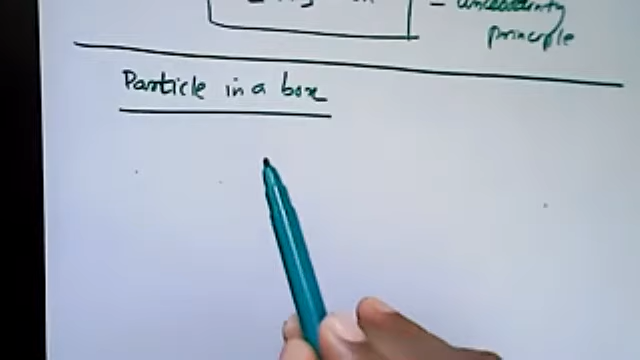 – uncertainty
principle
Particle in a box